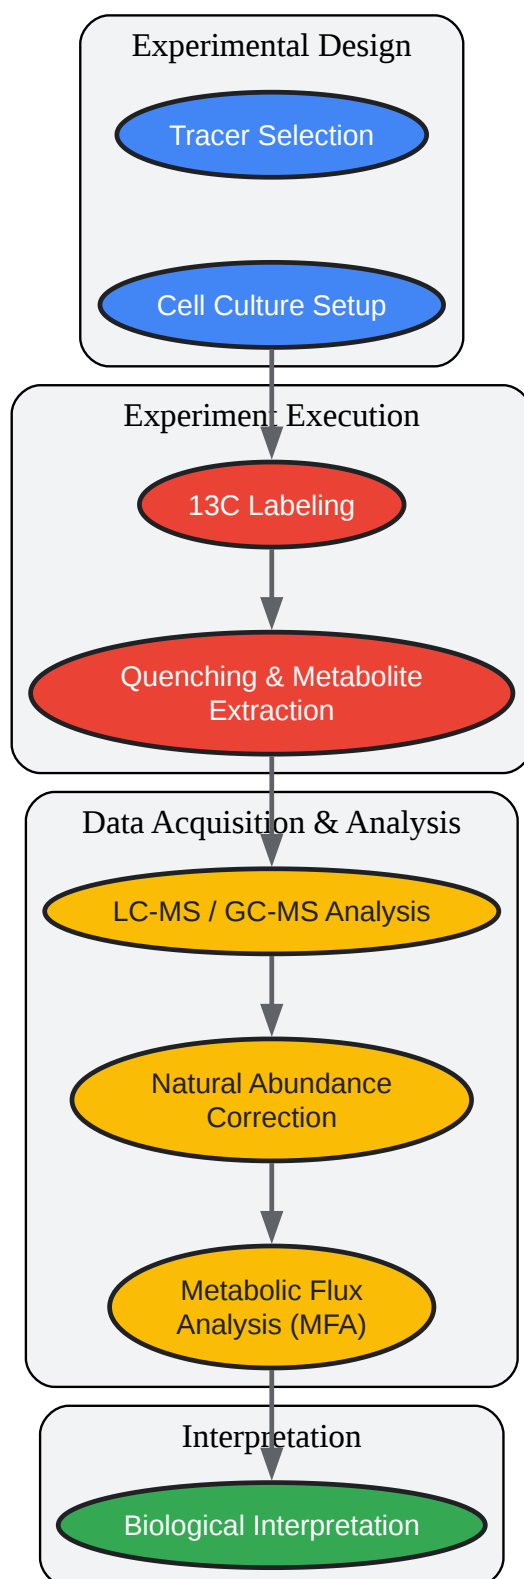 Experimental Design
Tracer Selection
Cell Culture Setup
Experiment Execution
13C Labeling
Quenching & Metabolite
Extraction
Data Acquisition & Analysis
LC-MS / GC-MS Analysis
Natural Abundance
Correction
Metabolic Flux
Analysis (MFA)
Interpretation
Biological Interpretation